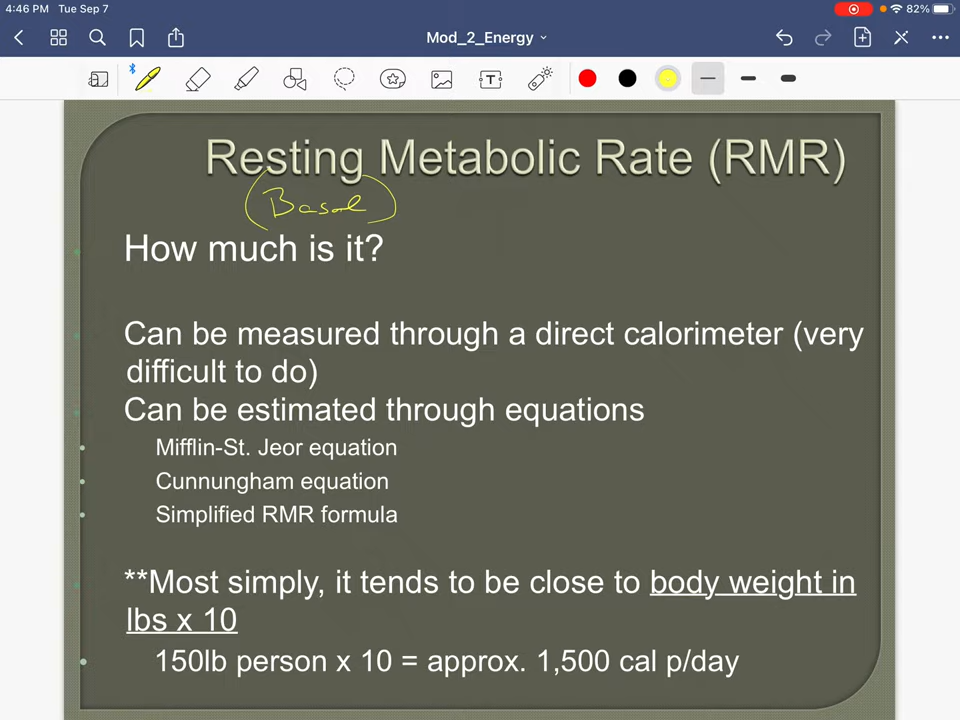 4:46 PM Tue Sep 7
82%
Mod_2_Energy
T
Resting Metabolic Rate (RMR)
(Basal)
How much is it?
Can be measured through a direct calorimeter (very
difficult to do)
Can be estimated through equations
Mifflin-St. Jeor equation
Cunnungham equation
Simplified RMR formula
**Most simply, it tends to be close to body weight in
lbs x 10
150lb person x 10 = approx. 1,500 cal p/day